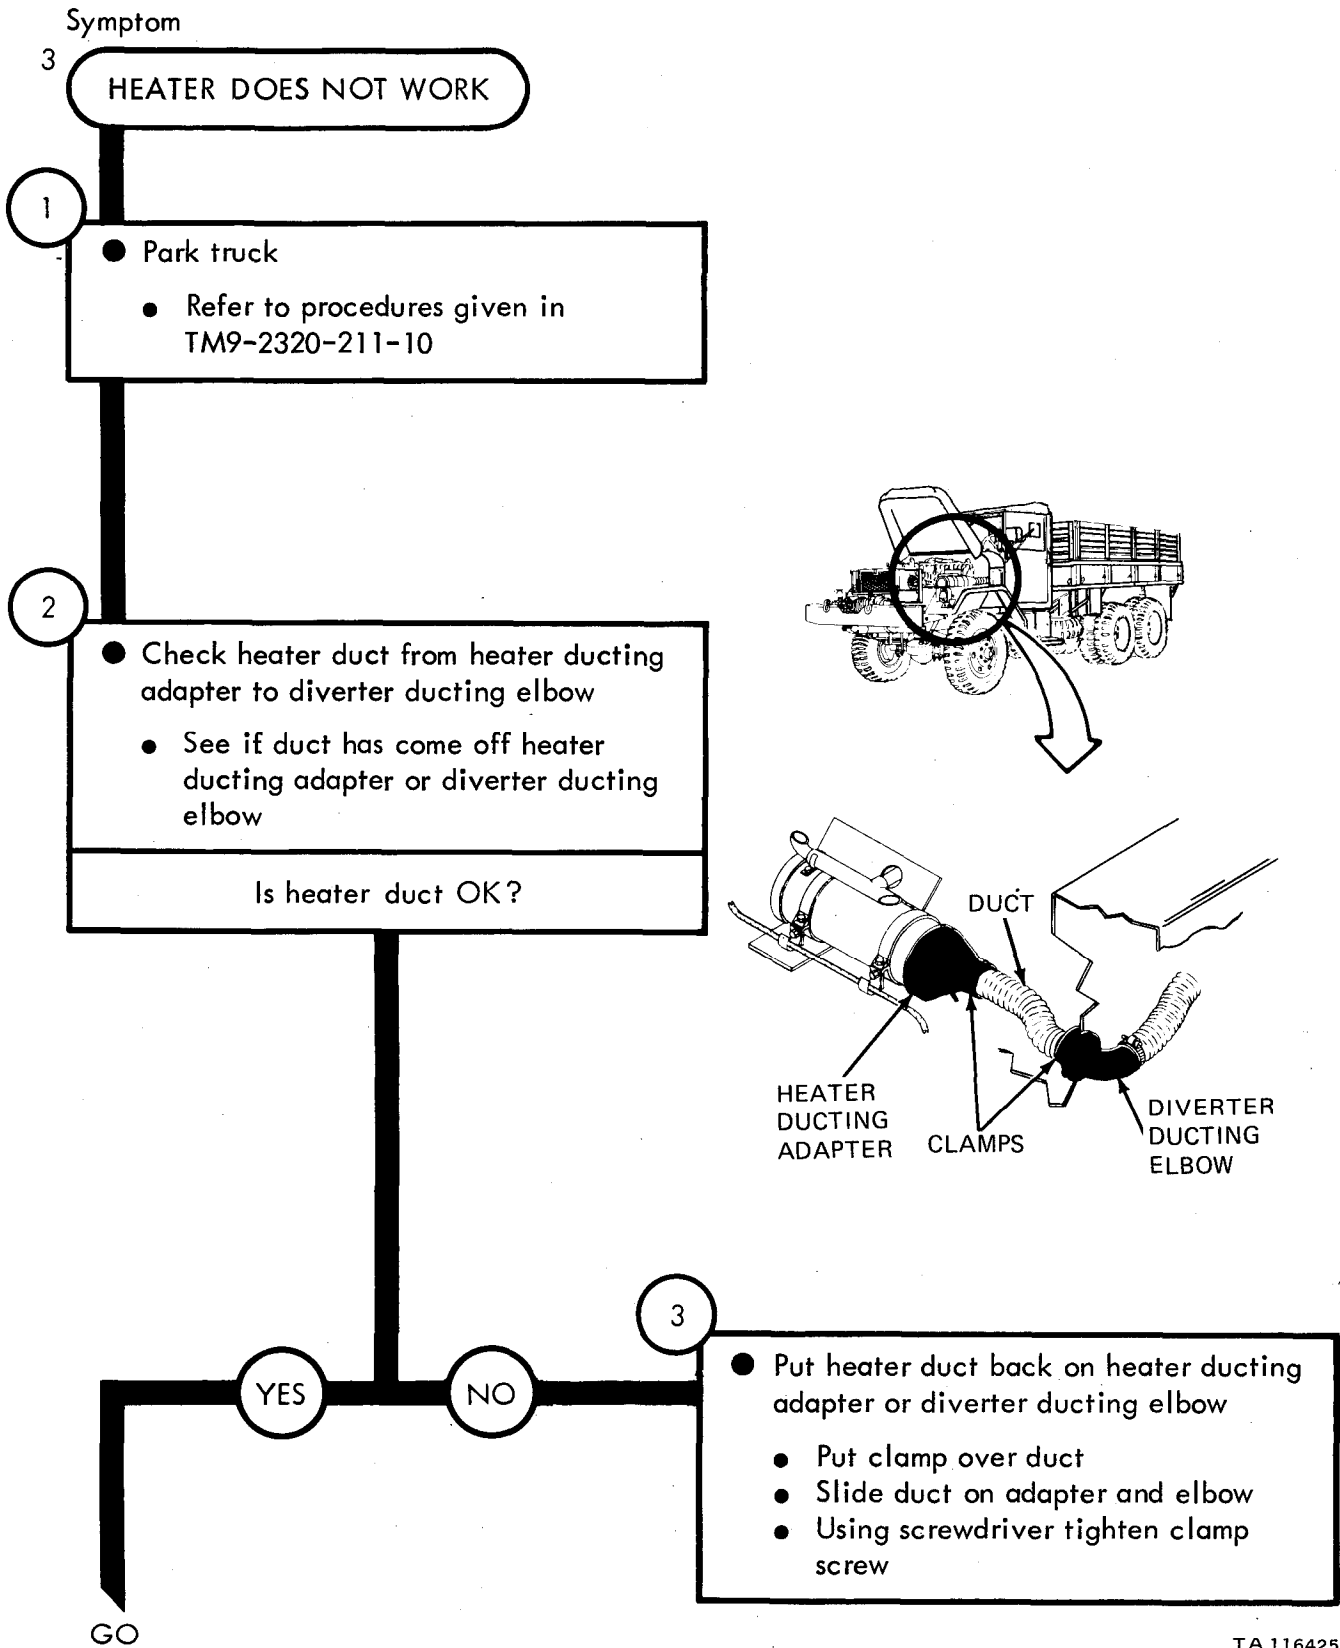 Symptom
3
HEATER DOES NOT WORK
1
● Park truck
● Refer to procedures given in
TM9-2320-211-10
2
● Check heater duct from heater ducting
adapter to diverter ducting elbow
● See if duct has come off heater
ducting adapter or diverter ducting
elbow
Is heater duct OK?
DUCT
HEATER
DUCTING
ADAPTER
CLAMPS
DIVERTER
DUCTING
ELBOW
YES
NO
3
● Put heater duct back on heater ducting
adapter or diverter ducting elbow
● Put clamp over duct
● Slide duct on adapter and elbow
● Using screwdriver tighten clamp
screw
GO
TA 116425